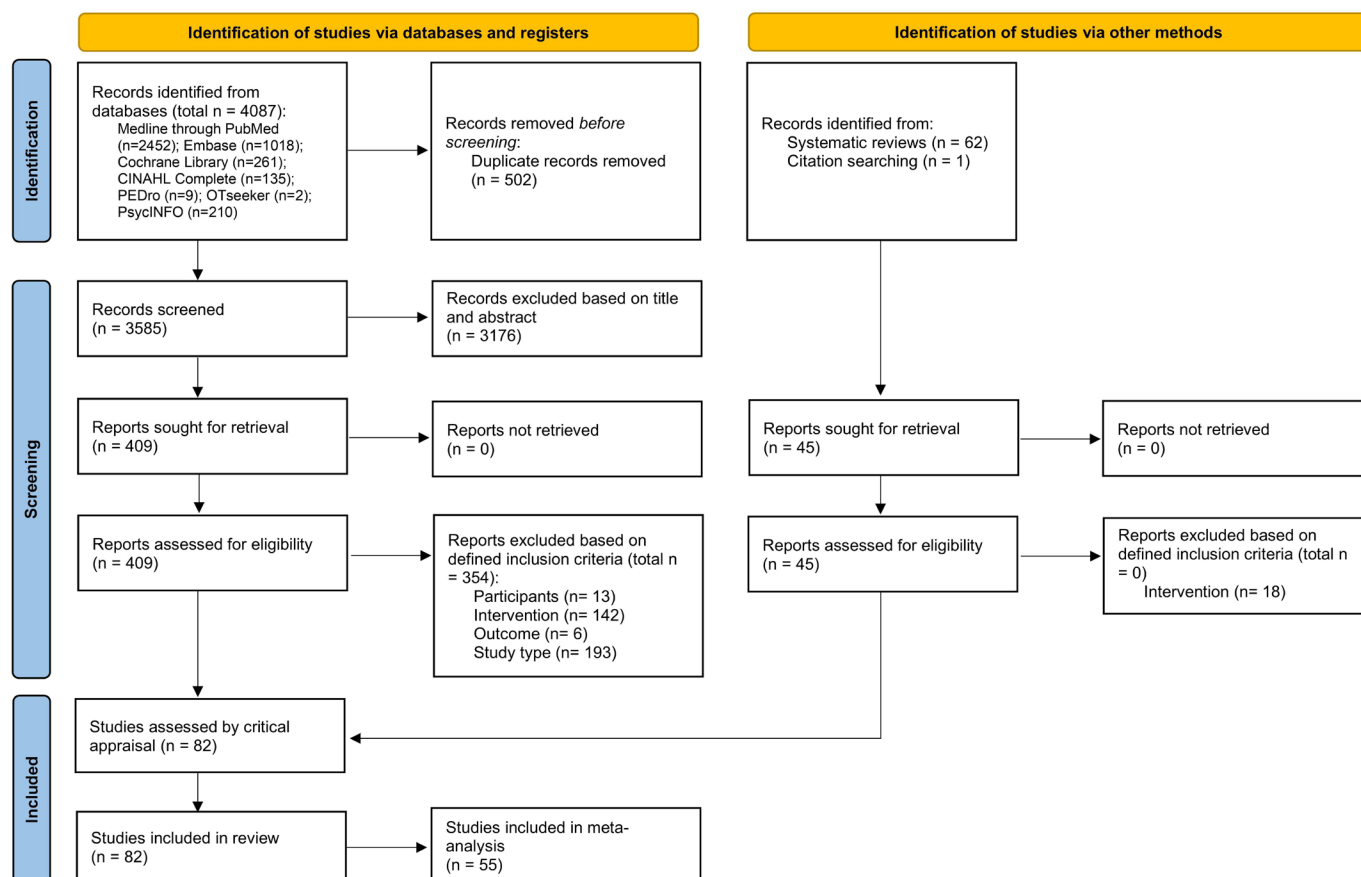 Identification of studies via databases and registers
Identification of studies via other methods
Identification
Records identified from
databases (total n = 4087):
Medline through PubMed
(n=2452); Embase (n=1018);
Cochrane Library (n=261);
CINAHL Complete (n=135);
PEDro (n=9); OTseeker (n=2);
PsycINFO (n=210)
Records removed before
screening:
Duplicate records removed
(n = 502)
Records identified from:
Systematic reviews (n = 62)
Citation searching (n = 1)
Screening
Records screened
(n = 3585)
Records excluded based on title
and abstract
(n = 3176)
Reports sought for retrieval
(n = 409)
Reports not retrieved
(n = 0)
Reports sought for retrieval
(n = 45)
Reports not retrieved
(n = 0)
Reports assessed for eligibility
(n = 409)
Reports excluded based on
defined inclusion criteria (total n
= 354):
Participants (n= 13)
Intervention (n= 142)
Outcome (n= 6)
Study type (n= 193)
Reports assessed for eligibility
(n = 45)
Reports excluded based on
defined inclusion criteria (total n
= 0)
Intervention (n= 18)
Included
Studies assessed by critical
appraisal (n = 82)
Studies included in review
(n = 82)
Studies included in meta-
analysis
(n = 55)